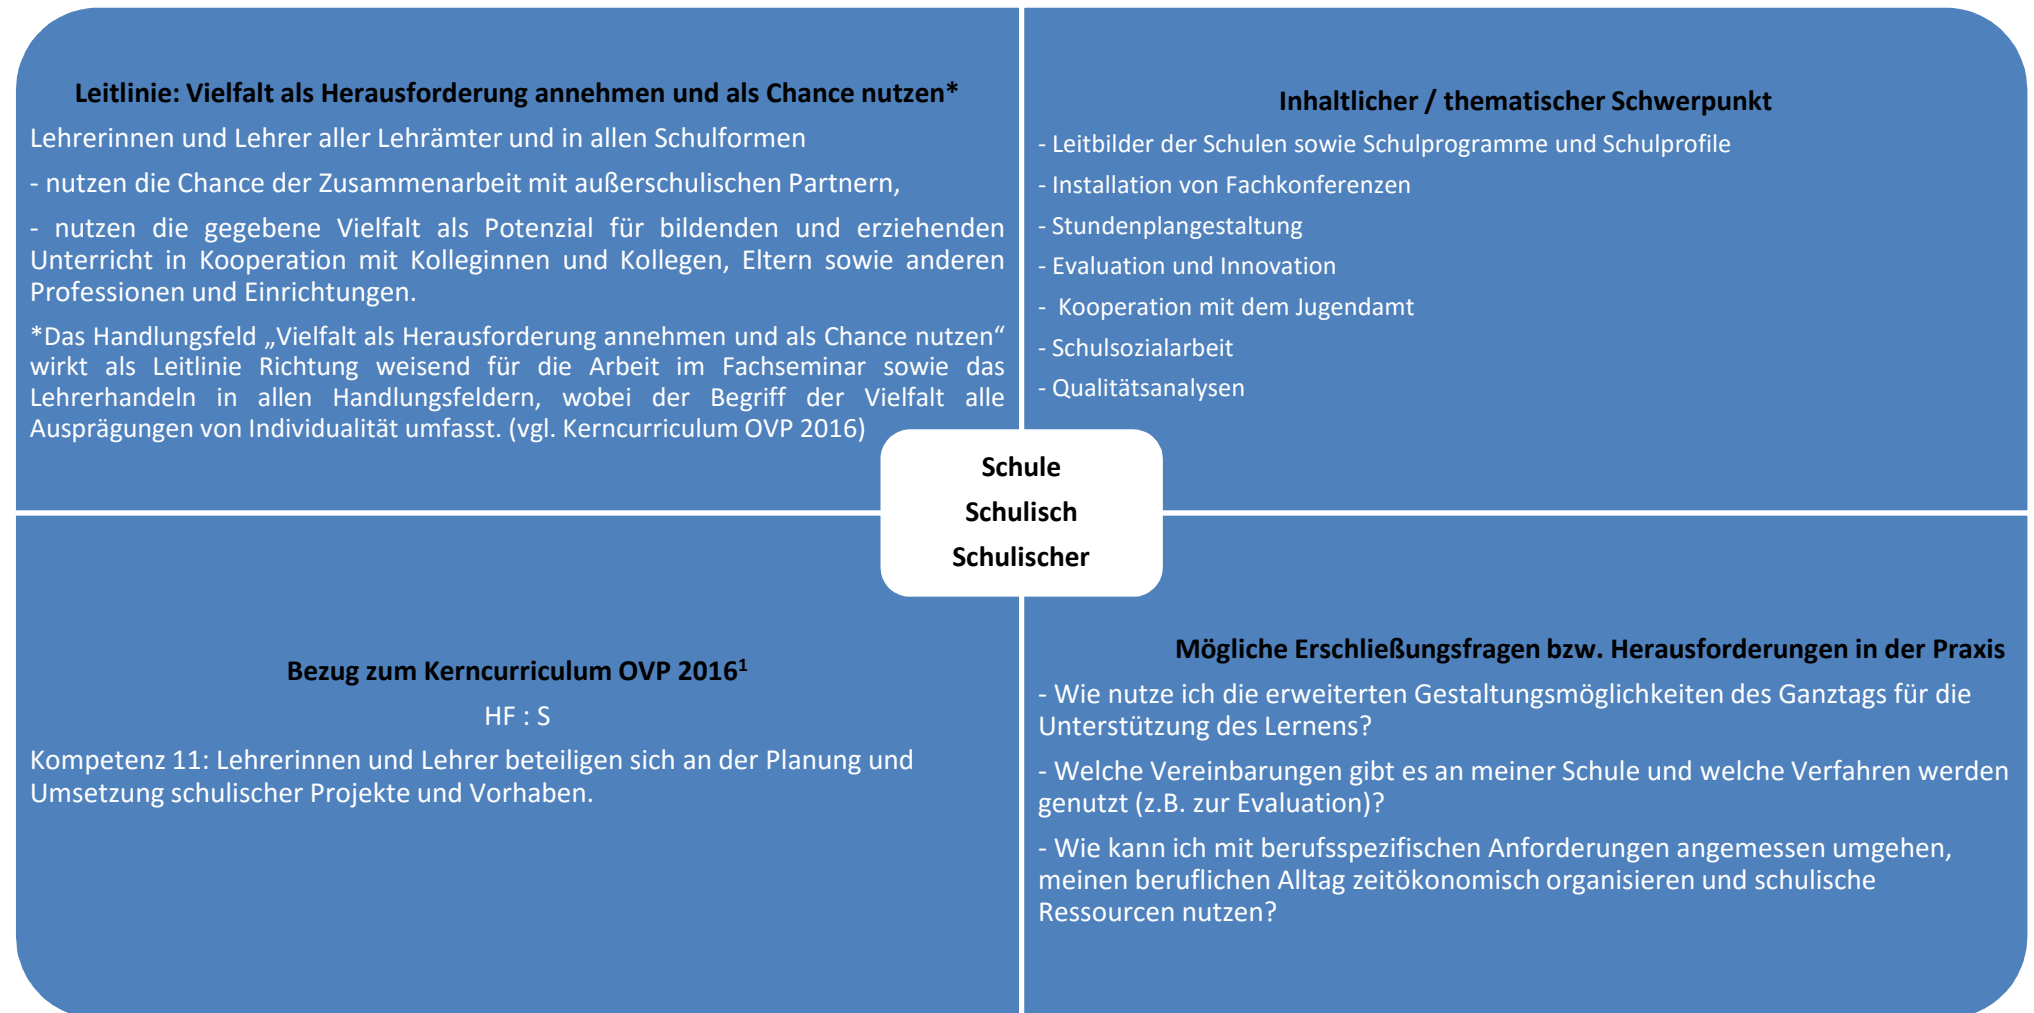 Leitlinie: Vielfalt als Herausforderung annehmen und als Chance nutzen*
Lehrerinnen und Lehrer aller Lehrämter und in allen Schulformen
- nutzen die Chance der Zusammenarbeit mit außerschulischen Partnern,
- nutzen die gegebene Vielfalt als Potenzial für bildenden und erziehenden
Unterricht in Kooperation mit Kolleginnen und Kollegen, Eltern sowie anderen
Professionen und Einrichtungen.
*Das Handlungsfeld „Vielfalt als Herausforderung annehmen und als Chance nutzen“
wirkt als Leitlinie Richtung weisend für die Arbeit im Fachseminar sowie das
Lehrerhandeln in allen Handlungsfeldern, wobei der Begriff der Vielfalt alle
Ausprägungen von Individualität umfasst. (vgl. Kerncurriculum OVP 2016)
Inhaltlicher / thematischer Schwerpunkt
- Leitbilder der Schulen sowie Schulprogramme und Schulprofile
- Installation von Fachkonferenzen
- Stundenplangestaltung
- Evaluation und Innovation
- Kooperation mit dem Jugendamt
- Schulsozialarbeit
- Qualitätsanalysen
Schule
Schulisch
Schulischer
Bezug zum Kerncurriculum OVP 2016¹
HF : S
Kompetenz 11: Lehrerinnen und Lehrer beteiligen sich an der Planung und
Umsetzung schulischer Projekte und Vorhaben.
Mögliche Erschließungsfragen bzw. Herausforderungen in der Praxis
- Wie nutze ich die erweiterten Gestaltungsmöglichkeiten des Ganztags für die
Unterstützung des Lernens?
- Welche Vereinbarungen gibt es an meiner Schule und welche Verfahren werden
genutzt (z.B. zur Evaluation)?
- Wie kann ich mit berufsspezifischen Anforderungen angemessen umgehen,
meinen beruflichen Alltag zeitökonomisch organisieren und schulische
Ressourcen nutzen?